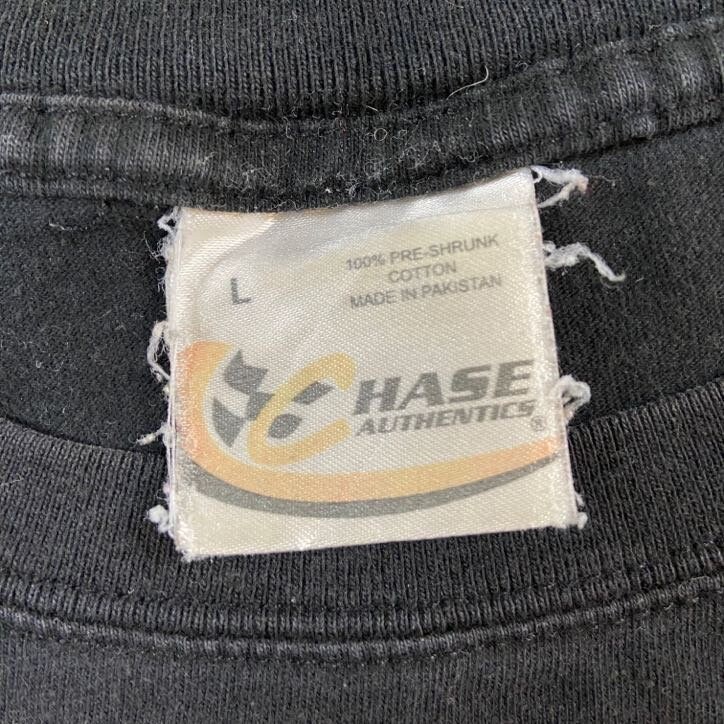 L
100% PRE-SHRUNK
COTTON
MADE IN PAKISTAN
CHASE
AUTHENTICS®